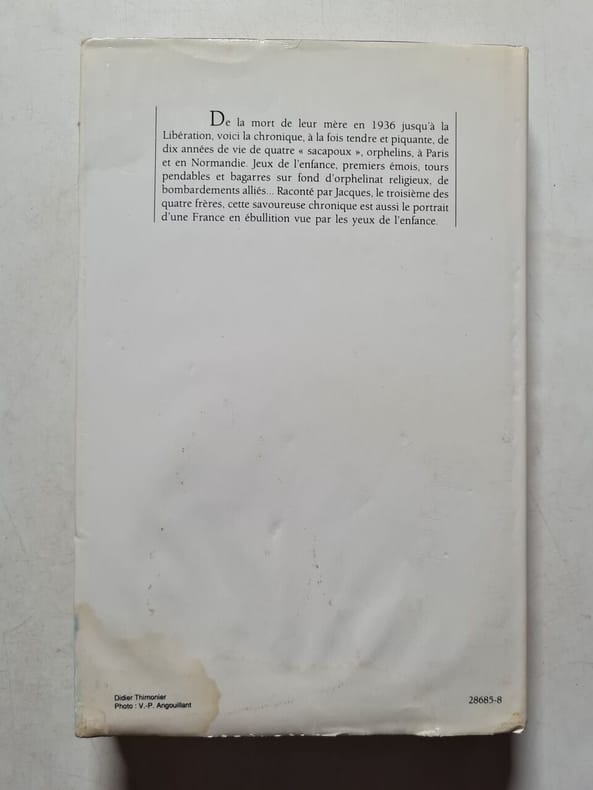 De la mort de leur mère en 1936 jusqu'à la
Libération, voici la chronique, à la fois tendre et piquante, de
dix années de vie de quatre « sacapoux », orphelins, à Paris
et en Normandie. Jeux de l'enfance, premiers émois, tours
pendables et bagarres sur fond d'orphelinat religieux, de
bombardements alliés... Raconté par Jacques, le troisième des
quatre frères, cette savoureuse chronique est aussi le portrait
d'une France en ébullition vue par les yeux de l'enfance.
Didier Thimonier
Photo : V.-P. Angouillant
28685-8